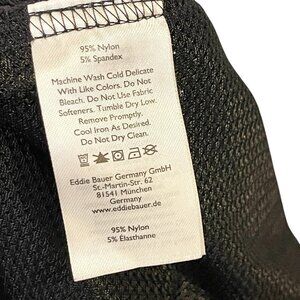 95% Nylon
5% Spandex
Machine Wash Cold Delicate
With Like Colors. Do Not
Bleach. Do Not Use Fabric
Softeners. Tumble Dry Low.
Remove Promptly.
Cool Iron As Desired.
Do Not Dry Clean.
Eddie Bauer Germany GmbH
St.-Martin-Str. 62
81541 München
Germany
www.eddiebauer.de
95% Nylon
5% Élasthanne